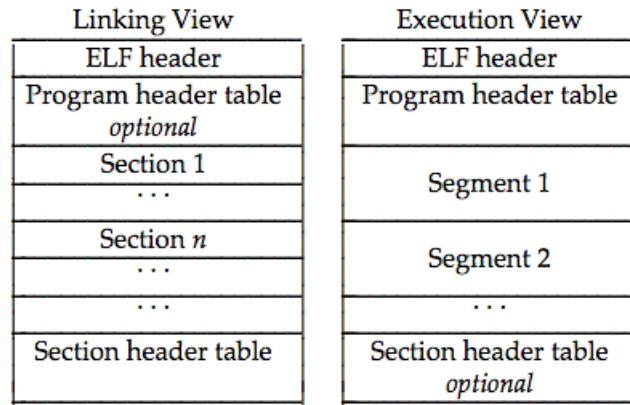 Linking View
ELF header
Program header table
optional
Section 1
. . .
Section n
. . .
. . .
Section header table
Execution View
ELF header
Program header table
Segment 1
Segment 2
. . .
Section header table
optional